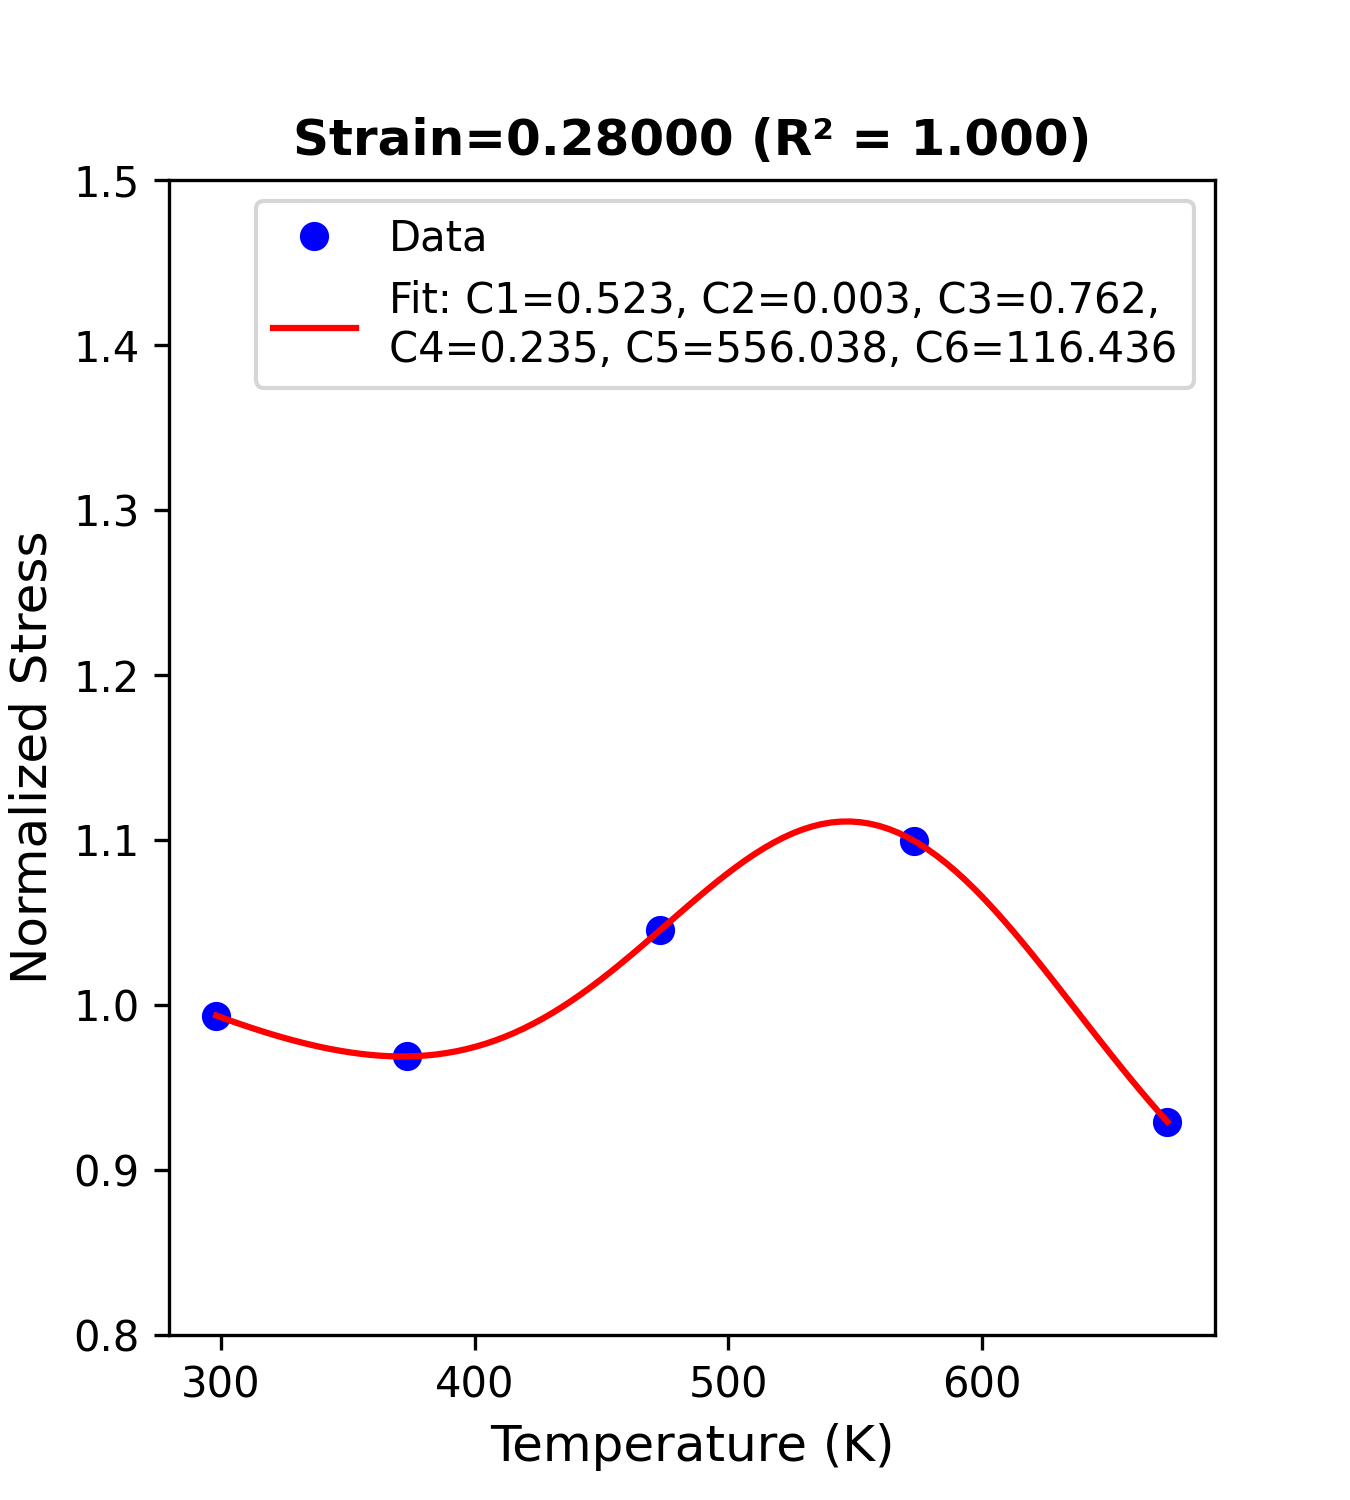 Strain=0.28000 (R² = 1.000)
1.5
1.4
1.3
1.2
1.1
1.0
0.9
0.8
Data
Fit: C1=0.523, C2=0.003, C3=0.762,
C4=0.235, C5=556.038, C6=116.436
Normalized Stress
300 400 500 600
Temperature (K)